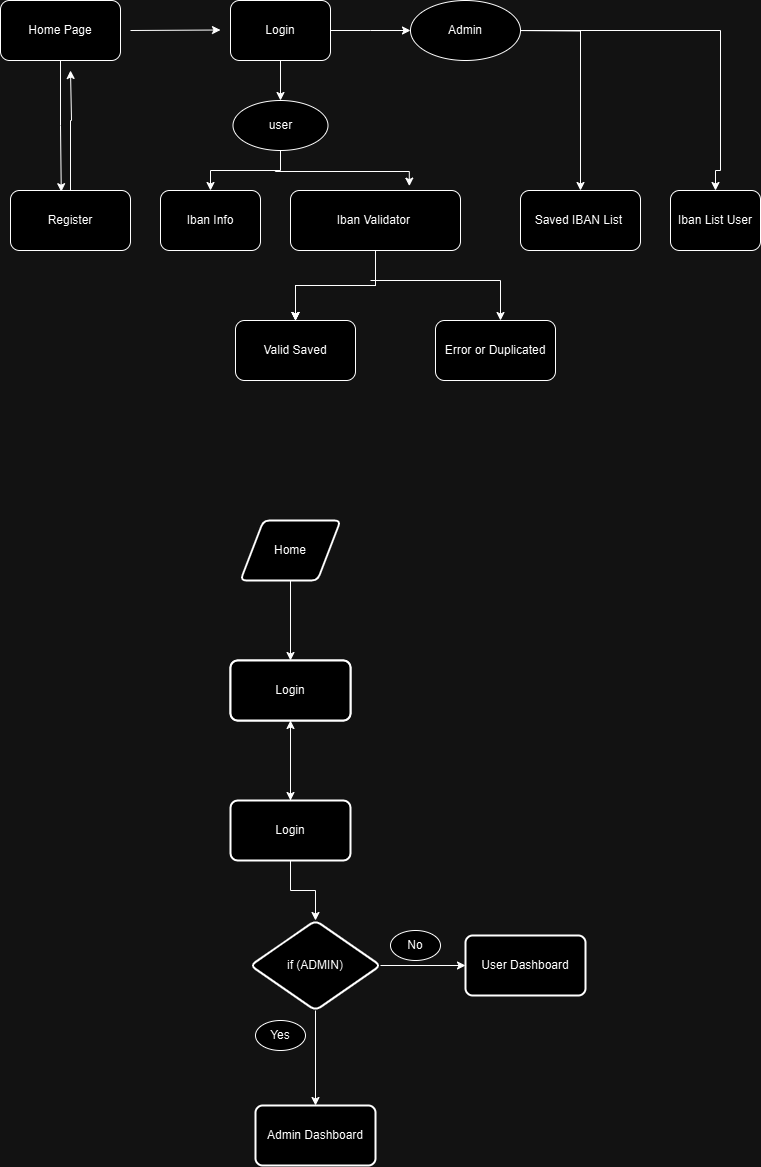 Home Page
Login
Admin
user
Register
Iban Info
Iban Validator
Saved IBAN List
Iban List User
Valid Saved
Error or Duplicated
Home
Login
Login
if (ADMIN)
No
User Dashboard
Yes
Admin Dashboard